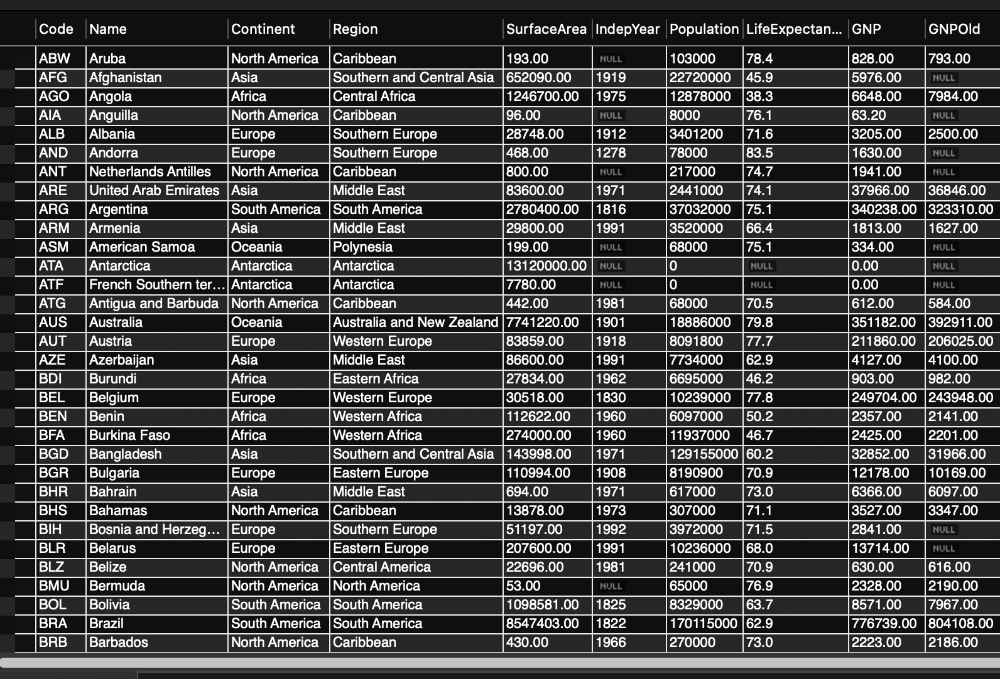 Code Name Continent Region SurfaceArea IndepYear Population LifeExpectan... GNP GNPOld
ABW Aruba North America Caribbean 193.00 NULL 103000 78.4 828.00 793.00
AFG Afghanistan Asia Southern and Central Asia 652090.00 1919 22720000 45.9 5976.00 NULL
AGO Angola Africa Central Africa 1246700.00 1975 12878000 38.3 6648.00 7984.00
AIA Anguilla North America Caribbean 96.00 NULL 8000 76.1 63.20 NULL
ALB Albania Europe Southern Europe 28748.00 1912 3401200 71.6 3205.00 2500.00
AND Andorra Europe Southern Europe 468.00 1278 78000 83.5 1630.00 NULL
ANT Netherlands Antilles North America Caribbean 800.00 NULL 217000 74.7 1941.00 NULL
ARE United Arab Emirates Asia Middle East 83600.00 1971 2441000 74.1 37966.00 36846.00
ARG Argentina South America South America 2780400.00 1816 37032000 75.1 340238.00 323310.00
ARM Armenia Asia Middle East 29800.00 1991 3520000 66.4 1813.00 1627.00
ASM American Samoa Oceania Polynesia 199.00 NULL 68000 75.1 334.00 NULL
ATA Antarctica Antarctica Antarctica 13120000.00 NULL 0 NULL 0.00 NULL
ATF French Southern ter... Antarctica Antarctica 7780.00 NULL 0 NULL 0.00 NULL
ATG Antigua and Barbuda North America Caribbean 442.00 1981 68000 70.5 612.00 584.00
AUS Australia Oceania Australia and New Zealand 7741220.00 1901 18886000 79.8 351182.00 392911.00
AUT Austria Europe Western Europe 83859.00 1918 8091800 77.7 211860.00 206025.00
AZE Azerbaijan Asia Middle East 86600.00 1991 7734000 62.9 4127.00 4100.00
BDI Burundi Africa Eastern Africa 27834.00 1962 6695000 46.2 903.00 982.00
BEL Belgium Europe Western Europe 30518.00 1830 10239000 77.8 249704.00 243948.00
BEN Benin Africa Western Africa 112622.00 1960 6097000 50.2 2357.00 2141.00
BFA Burkina Faso Africa Western Africa 274000.00 1960 11937000 46.7 2425.00 2201.00
BGD Bangladesh Asia Southern and Central Asia 143998.00 1971 129155000 60.2 32852.00 31966.00
BGR Bulgaria Europe Eastern Europe 110994.00 1908 8190900 70.9 12178.00 10169.00
BHR Bahrain Asia Middle East 694.00 1971 617000 73.0 6366.00 6097.00
BHS Bahamas North America Caribbean 13878.00 1973 307000 71.1 3527.00 3347.00
BIH Bosnia and Herzeg... Europe Southern Europe 51197.00 1992 3972000 71.5 2841.00 NULL
BLR Belarus Europe Eastern Europe 207600.00 1991 10236000 68.0 13714.00 NULL
BLZ Belize North America Central America 22696.00 1981 241000 70.9 630.00 616.00
BMU Bermuda North America North America 53.00 NULL 65000 76.9 2328.00 2190.00
BOL Bolivia South America South America 1098581.00 1825 8329000 63.7 8571.00 7967.00
BRA Brazil South America South America 8547403.00 1822 170115000 62.9 776739.00 804108.00
BRB Barbados North America Caribbean 430.00 1966 270000 73.0 2223.00 2186.00